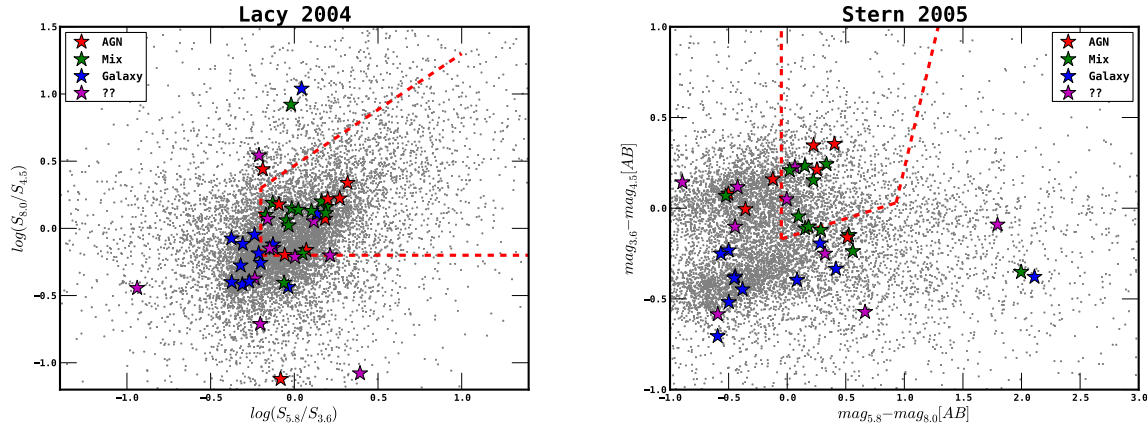 Lacy 2004
AGN
Mix
Galaxy
??
1.5
1.0
0.5
0.0
−0.5
−1.0
log(S8.0/S4.5)
−1.0
−0.5
0.0
0.5
1.0
log(S5.8/S3.6)
Stern 2005
AGN
Mix
Galaxy
??
1.0
0.5
0.0
−0.5
−1.0
mag3.6−mag4.5[AB]
−1.0
−0.5
0.0
0.5
1.0
1.5
2.0
2.5
3.0
mag5.8−mag8.0[AB]